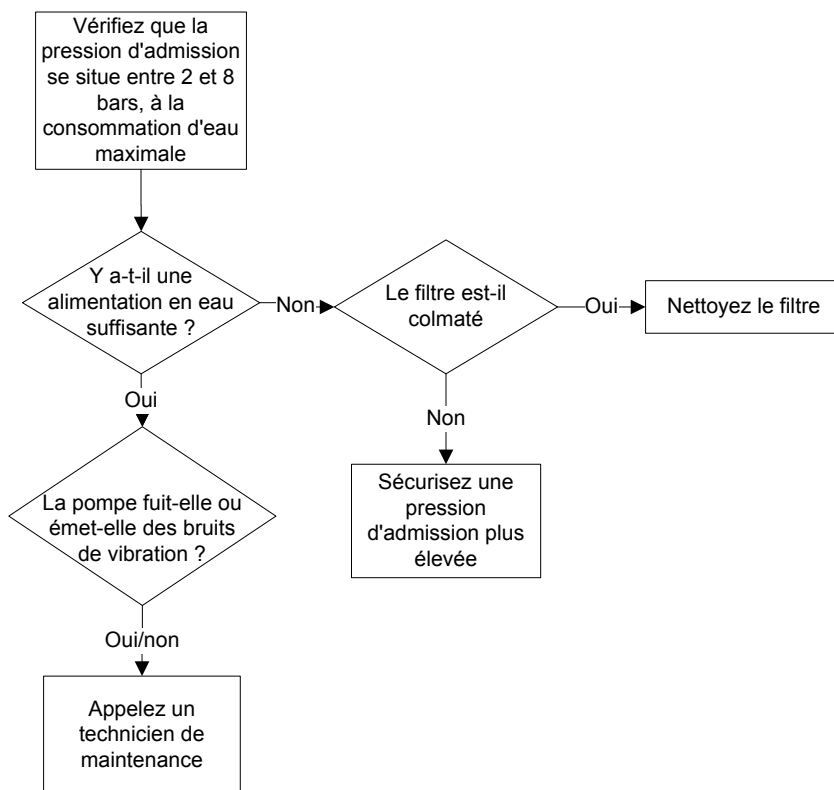 Vérifiez que la
pression d'admission
se situe entre 2 et 8
bars, à la
consommation d'eau
maximale
Y a-t-il une
alimentation en eau
suffisante ?
Non
Le filtre est-il
colmaté
Oui
Nettoyez le filtre
Oui
Non
La pompe fuit-elle ou
émet-elle des bruits
de vibration ?
Sécurisez une
pression
d'admission plus
élevée
Oui/non
Appelez un
technicien de
maintenance